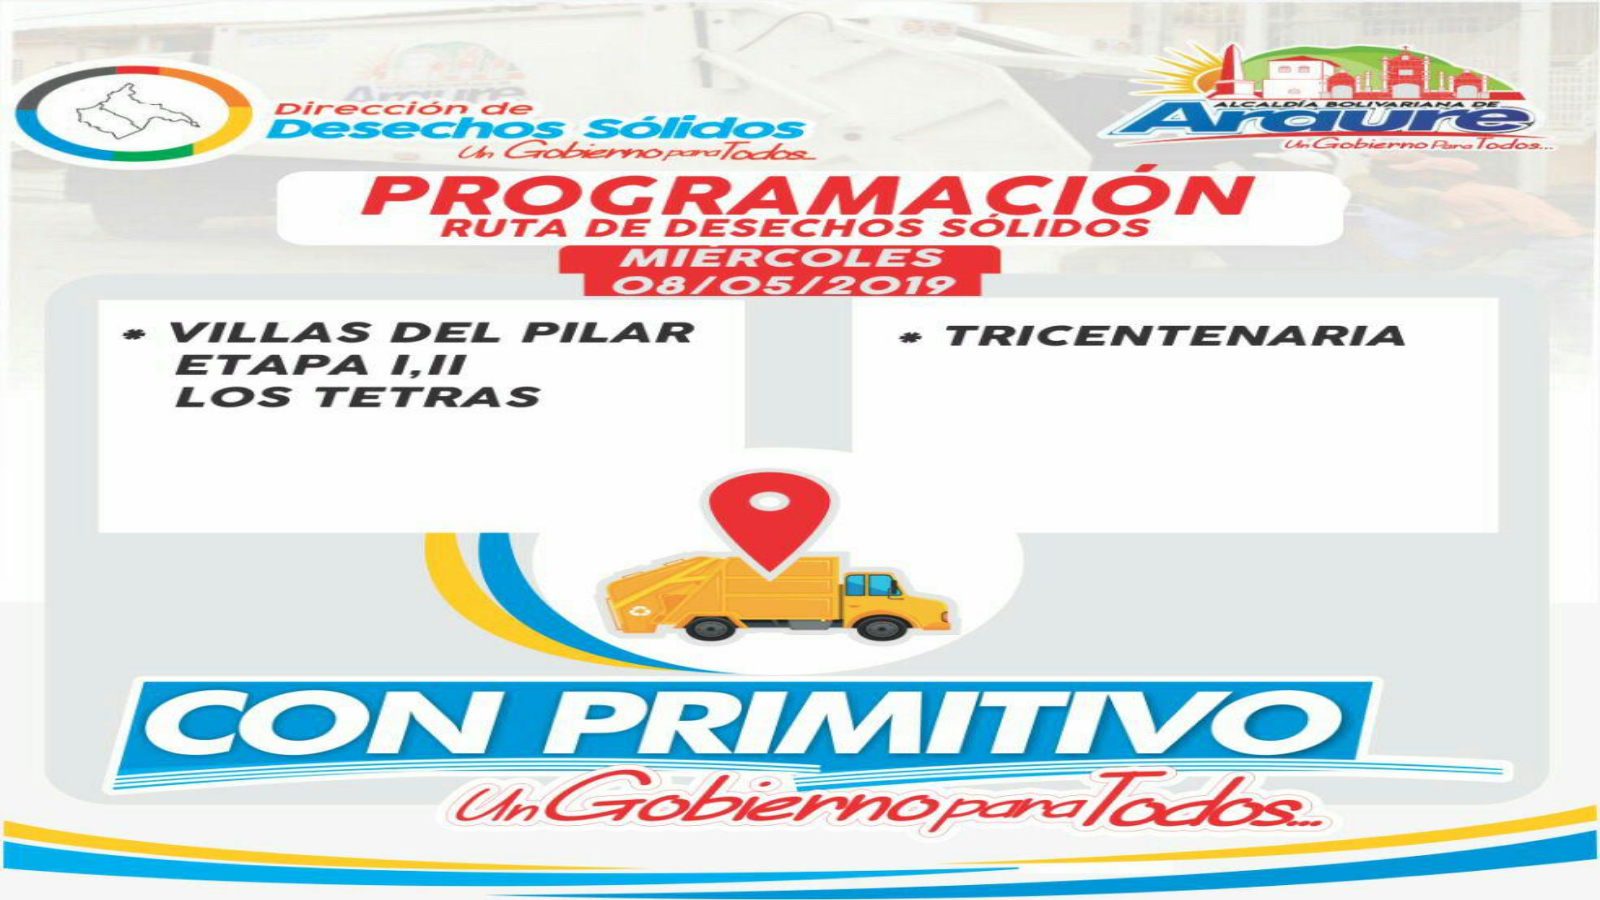 Dirección de
Desechos Sólidos
Un Gobierno para Todos...
ALCALDÍA BOLIVARIANA DE
Araure
Un Gobierno Para Todos...
Araure
PROGRAMACIÓN
RUTA DE DESECHOS SÓLIDOS
MIÉRCOLES
08/05/2019
* VILLAS DEL PILAR
ETAPA I,II
LOS TETRAS
* TRICENTENARIA
CON PRIMITIVO
Un Gobierno para Todos...